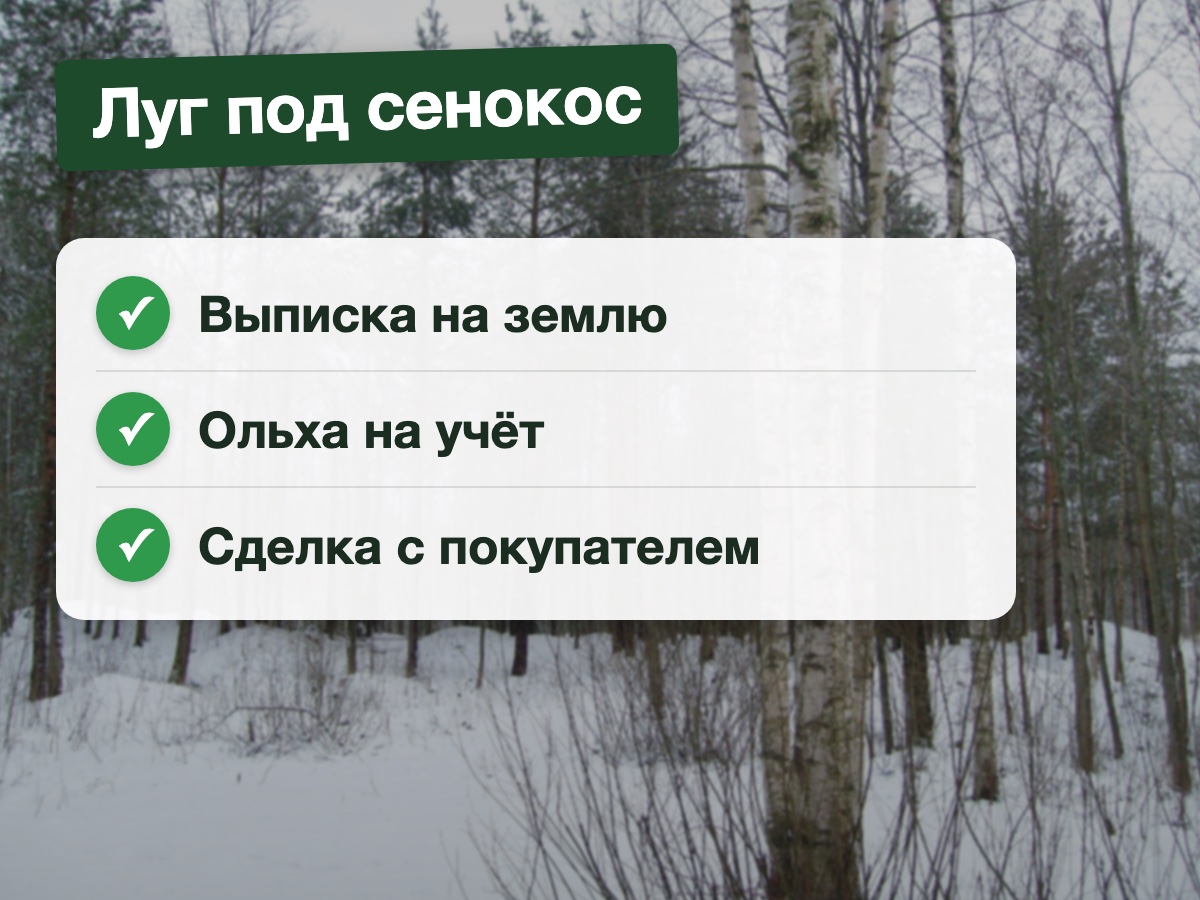 Луг под сенокос
Выписка на землю
Ольха на учёт
Сделка с покупателем